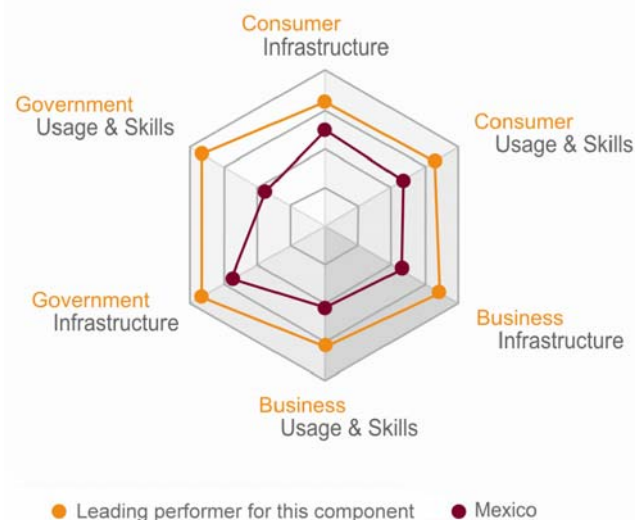 Consumer
Infrastructure
Government
Usage & Skills
Consumer
Usage & Skills
Government
Infrastructure
Business
Infrastructure
Business
Usage & Skills
Leading performer for this component
Mexico